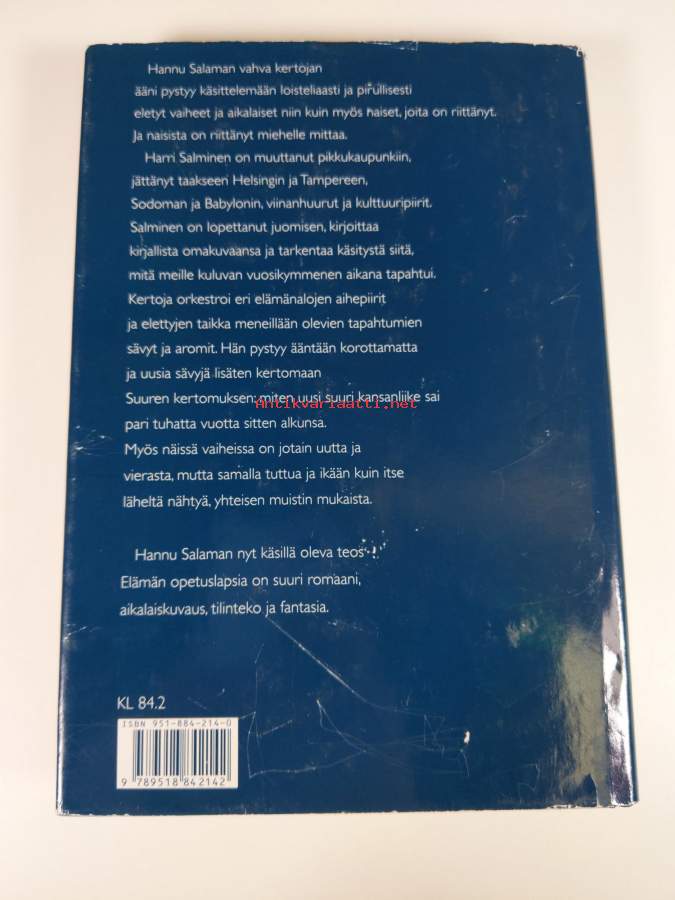 Hannu Salaman vahva kertojan
ääni pystyy käsittelemään loisteliaasti ja pirullisesti
eletyt vaiheet ja aikalaiset niin kuin myös naiset, joita on riittänyt.
Ja naisista on riittänyt miehelle mittaa.
Harri Salminen on muuttanut pikkukaupunkiin,
jättänyt taakseen Helsingin ja Tampereen,
Sodoman ja Babylonin, viinanhuurut ja kulttuuripiirit.
Salminen on lopettanut juomisen, kirjoittaa
kirjallista omakuvaansa ja tarkentaa käsitystä siitä,
mitä meille kuluvan vuosikymmenen aikana tapahtui.
Kertoja orkestroi eri elämänalojen aihepiirit
ja elettyjen taikka meneillään olevien tapahtumien
sävyt ja aromit. Hän pystyy ääntään korottamatta
ja uusia sävyjä lisäten kertomaan
Suuren kertomuksen: miten uusi suuri kansanliike sai
antikvariaatti.net
pari tuhatta vuotta sitten alkunsa.
Myös näissä vaiheissa on jotain uutta ja
vierasta, mutta samalla tuttua ja ikään kuin itse
läheltä nähtyä, yhteisen muistin mukaista.
Hannu Salaman nyt käsillä oleva teos
Elämän opetuslapsia on suuri romaani,
aikalaiskuvaus, tilinteko ja fantasia.
KL 84.2
ISBN 951-884-214-0
9 789518 842142